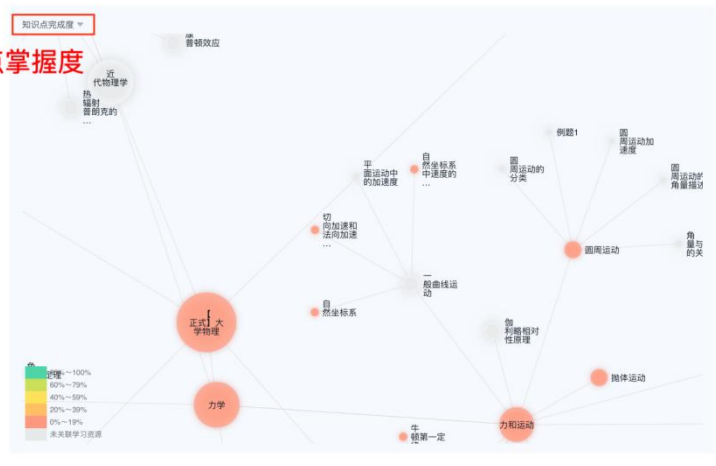 知识点完成度
点掌握度
普顿效应
近
代物理学
热
辐射
普朗克的
…
平
面运动中
的加速度
自
然坐标系
中速度的
…
例题1
圆
周运动的
分类
圆
周运动加
速度
圆
周运动的
角量描述
切
向加速和
法向加速
…
圆周运动
角
量与
的关
一
般曲线运
动
自
然坐标系
【
正式】大
学物理
伽
利略相对
性原理
抛体运动
力学
力和运动
牛
顿第一定
～100%
60%～79%
40%～59%
20%～39%
0%～19%
未关联学习资源